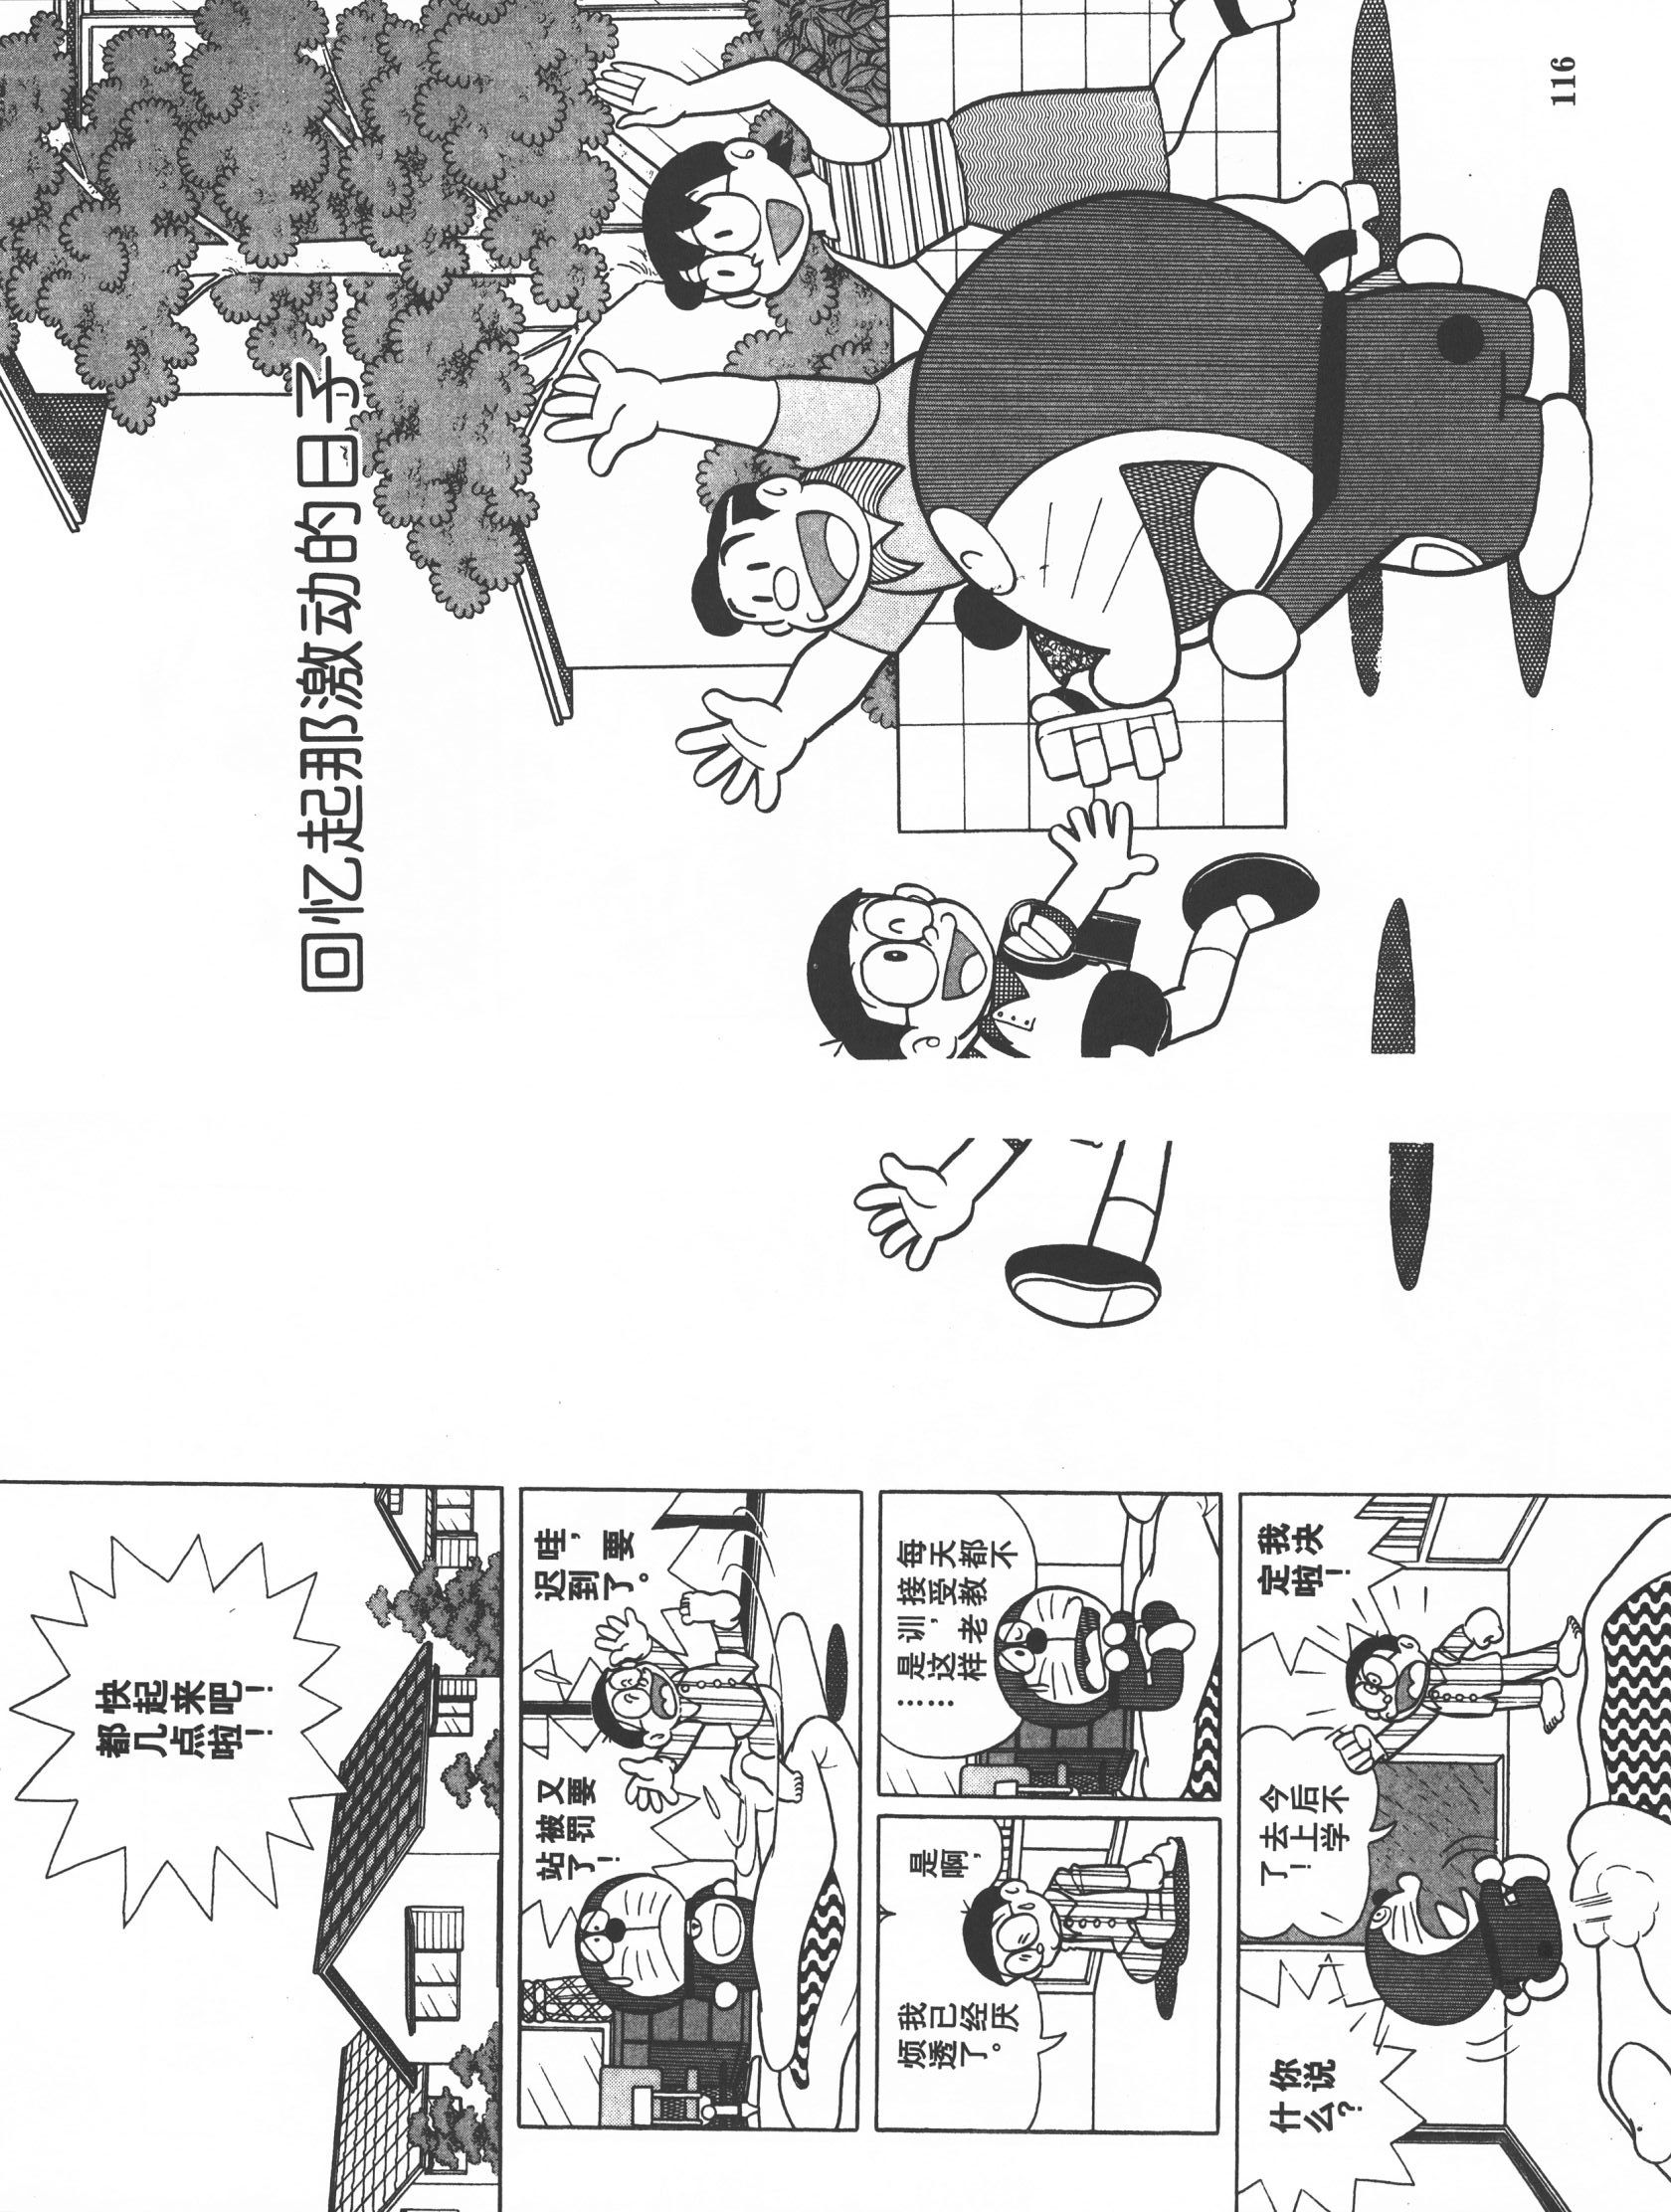 回忆起那激动的日子
116
快起来吧！
都几点啦！
哇，要
迟到了。
又要
被罚
站了！
每天都不
接受教
训，老
是这样
……
是啊，
我已经厌
烦透了。
我决
定啦！
今后不
去上学
了！
你说
什么？